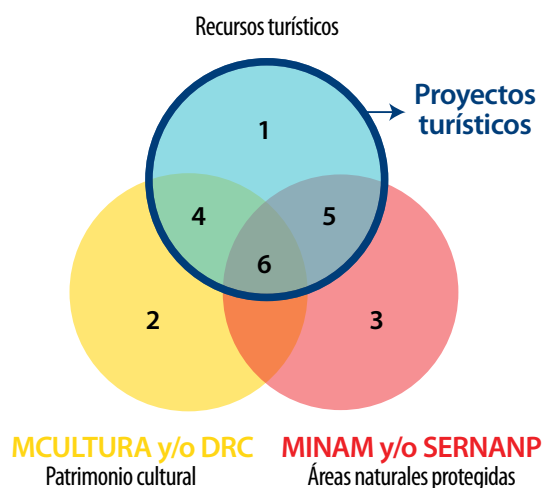 Recursos turísticos
Proyectos
turísticos
1
4
5
6
2
3
MCULTURA y/o DRC
Patrimonio cultural
MINAM y/o SERNANP
Áreas naturales protegidas